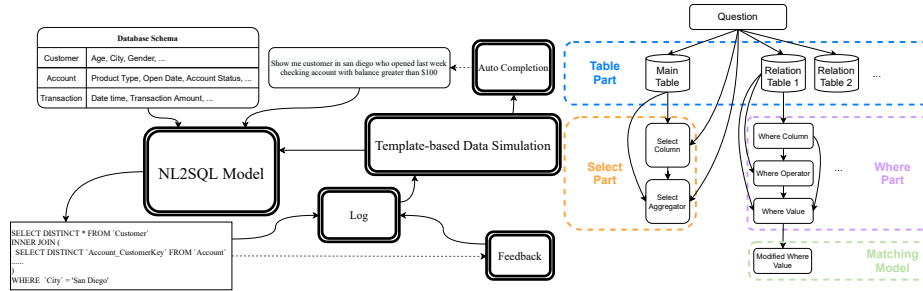 Database Schema
Customer
Age, City, Gender, ...
Account
Product Type, Open Date, Account Status, ...
Transaction
Date time, Transaction Amount, ...
Show me customer in san diego who opened last week
checking account with balance greater than $100
Auto Completion
NL2SQL Model
Template-based Data Simulation
Log
Feedback
SELECT DISTINCT * FROM `Customer`
INNER JOIN (
SELECT DISTINCT `Account_CustomerKey` FROM `Account`
......
)
WHERE `City` = 'San Diego'
Question
Table
Part
Main
Table
Relation
Table 1
Relation
Table 2
...
Select
Part
Select
Column
Select
Aggregator
Where Column
Where Operator
Where Value
...
Where
Part
Modified Where
Value
Matching
Model